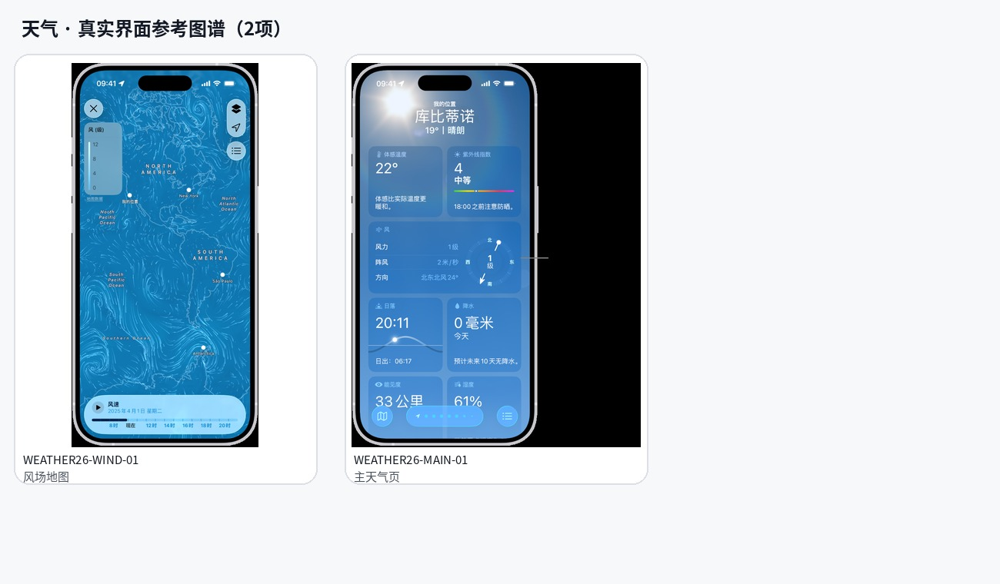 天气 · 真实界面参考图谱（2项）
09:41
风 (级)
12
8
4
0
地图数据
NORTH
AMERICA
我的位置
New York
North
Atlantic
Ocean
North
Pacific
Ocean
SOUTH
AMERICA
South
Pacific
Ocean
São Paulo
Southern Ocean
Antarctica
风速
2025年4月1日 星期二
8时 现在 12时 14时 16时 18时 20时
WEATHER26-WIND-01
风场地图
09:41
我的位置
库比蒂诺
19° | 晴朗
体感温度
22°
体感比实际温度更
暖和。
紫外线指数
4
中等
18:00之前注意防晒。
风
风力 1级
阵风 2米/秒
方向 北东北风24°
北
西
1
级
东
南
日落
20:11
日出：06:17
降水
0毫米
今天
预计未来10天无降水。
能见度
33公里
湿度
61%
WEATHER26-MAIN-01
主天气页